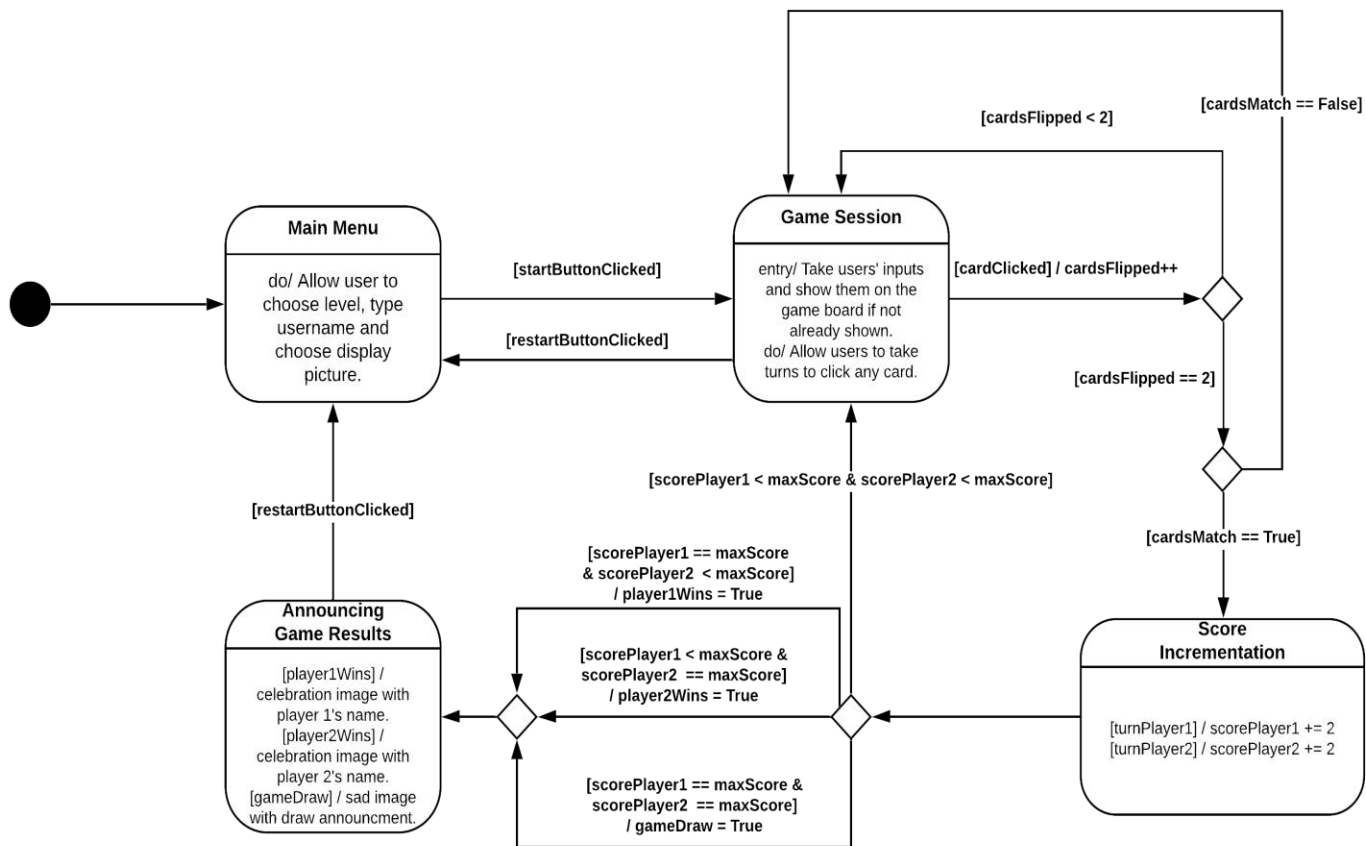 [cardsMatch == False]
[cardsFlipped < 2]
Main Menu
do/ Allow user to
choose level, type
username and
choose display
picture.
[startButtonClicked]
[restartButtonClicked]
Game Session
entry/ Take users' inputs
and show them on the
game board if not
already shown.
do/ Allow users to take
turns to click any card.
[cardClicked] / cardsFlipped++
[cardsFlipped == 2]
[scorePlayer1 < maxScore & scorePlayer2 < maxScore]
[restartButtonClicked]
[cardsMatch == True]
[scorePlayer1 == maxScore
& scorePlayer2 < maxScore]
/ player1Wins = True
Announcing
Game Results
[player1Wins] /
celebration image with
player 1's name.
[player2Wins] /
celebration image with
player 2's name.
[gameDraw] / sad image
with draw announcment.
[scorePlayer1 < maxScore &
scorePlayer2 == maxScore]
/ player2Wins = True
[scorePlayer1 == maxScore &
scorePlayer2 == maxScore]
/ gameDraw = True
Score
Incrementation
[turnPlayer1] / scorePlayer1 += 2
[turnPlayer2] / scorePlayer2 += 2